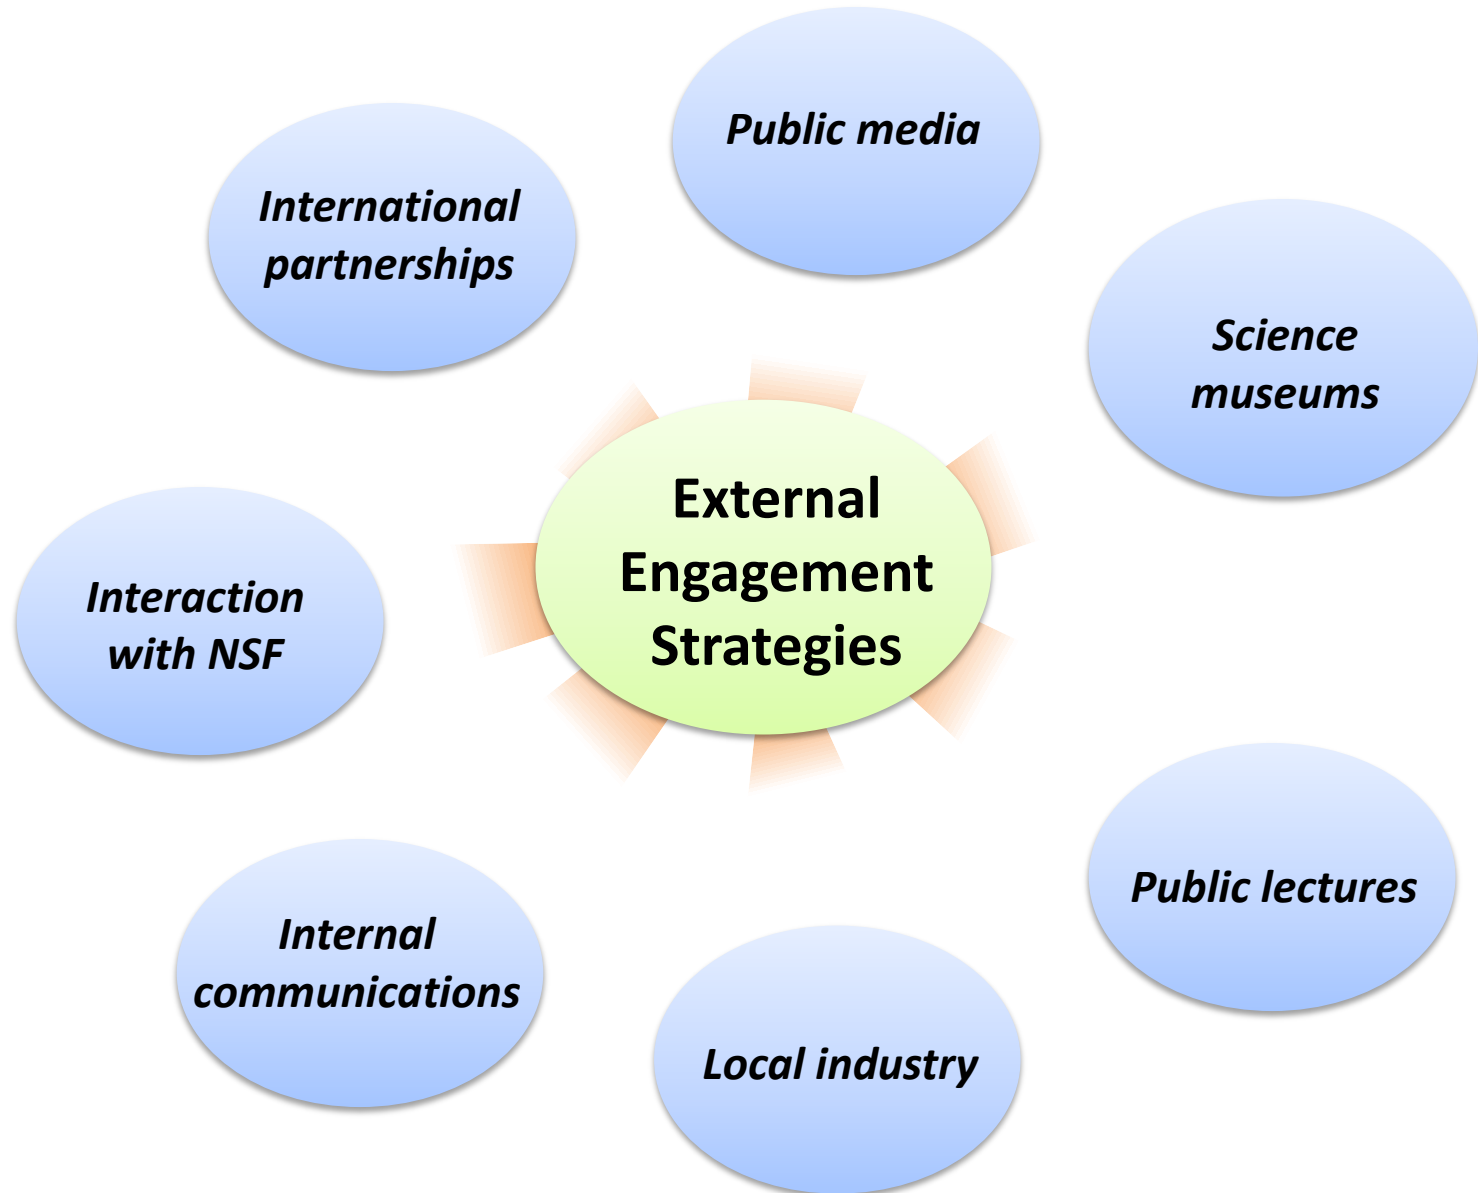 Public media
International
partnerships
Science
museums
External
Engagement
Strategies
Interaction
with NSF
Public lectures
Internal
communications
Local industry